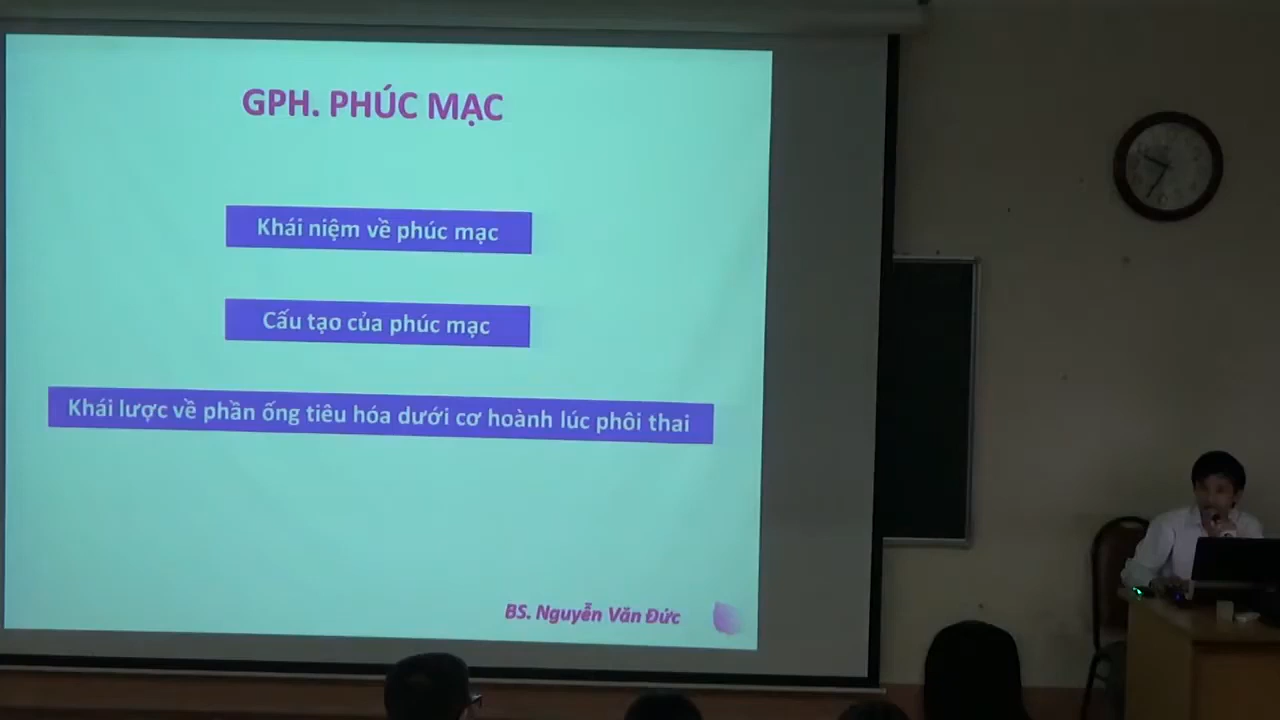 GPH. PHÚC MẠC
Khái niệm về phúc mạc
Cấu tạo của phúc mạc
Khái lược về phần ống tiêu hóa dưới cơ hoành lúc phôi thai
BS. Nguyễn Văn Đức